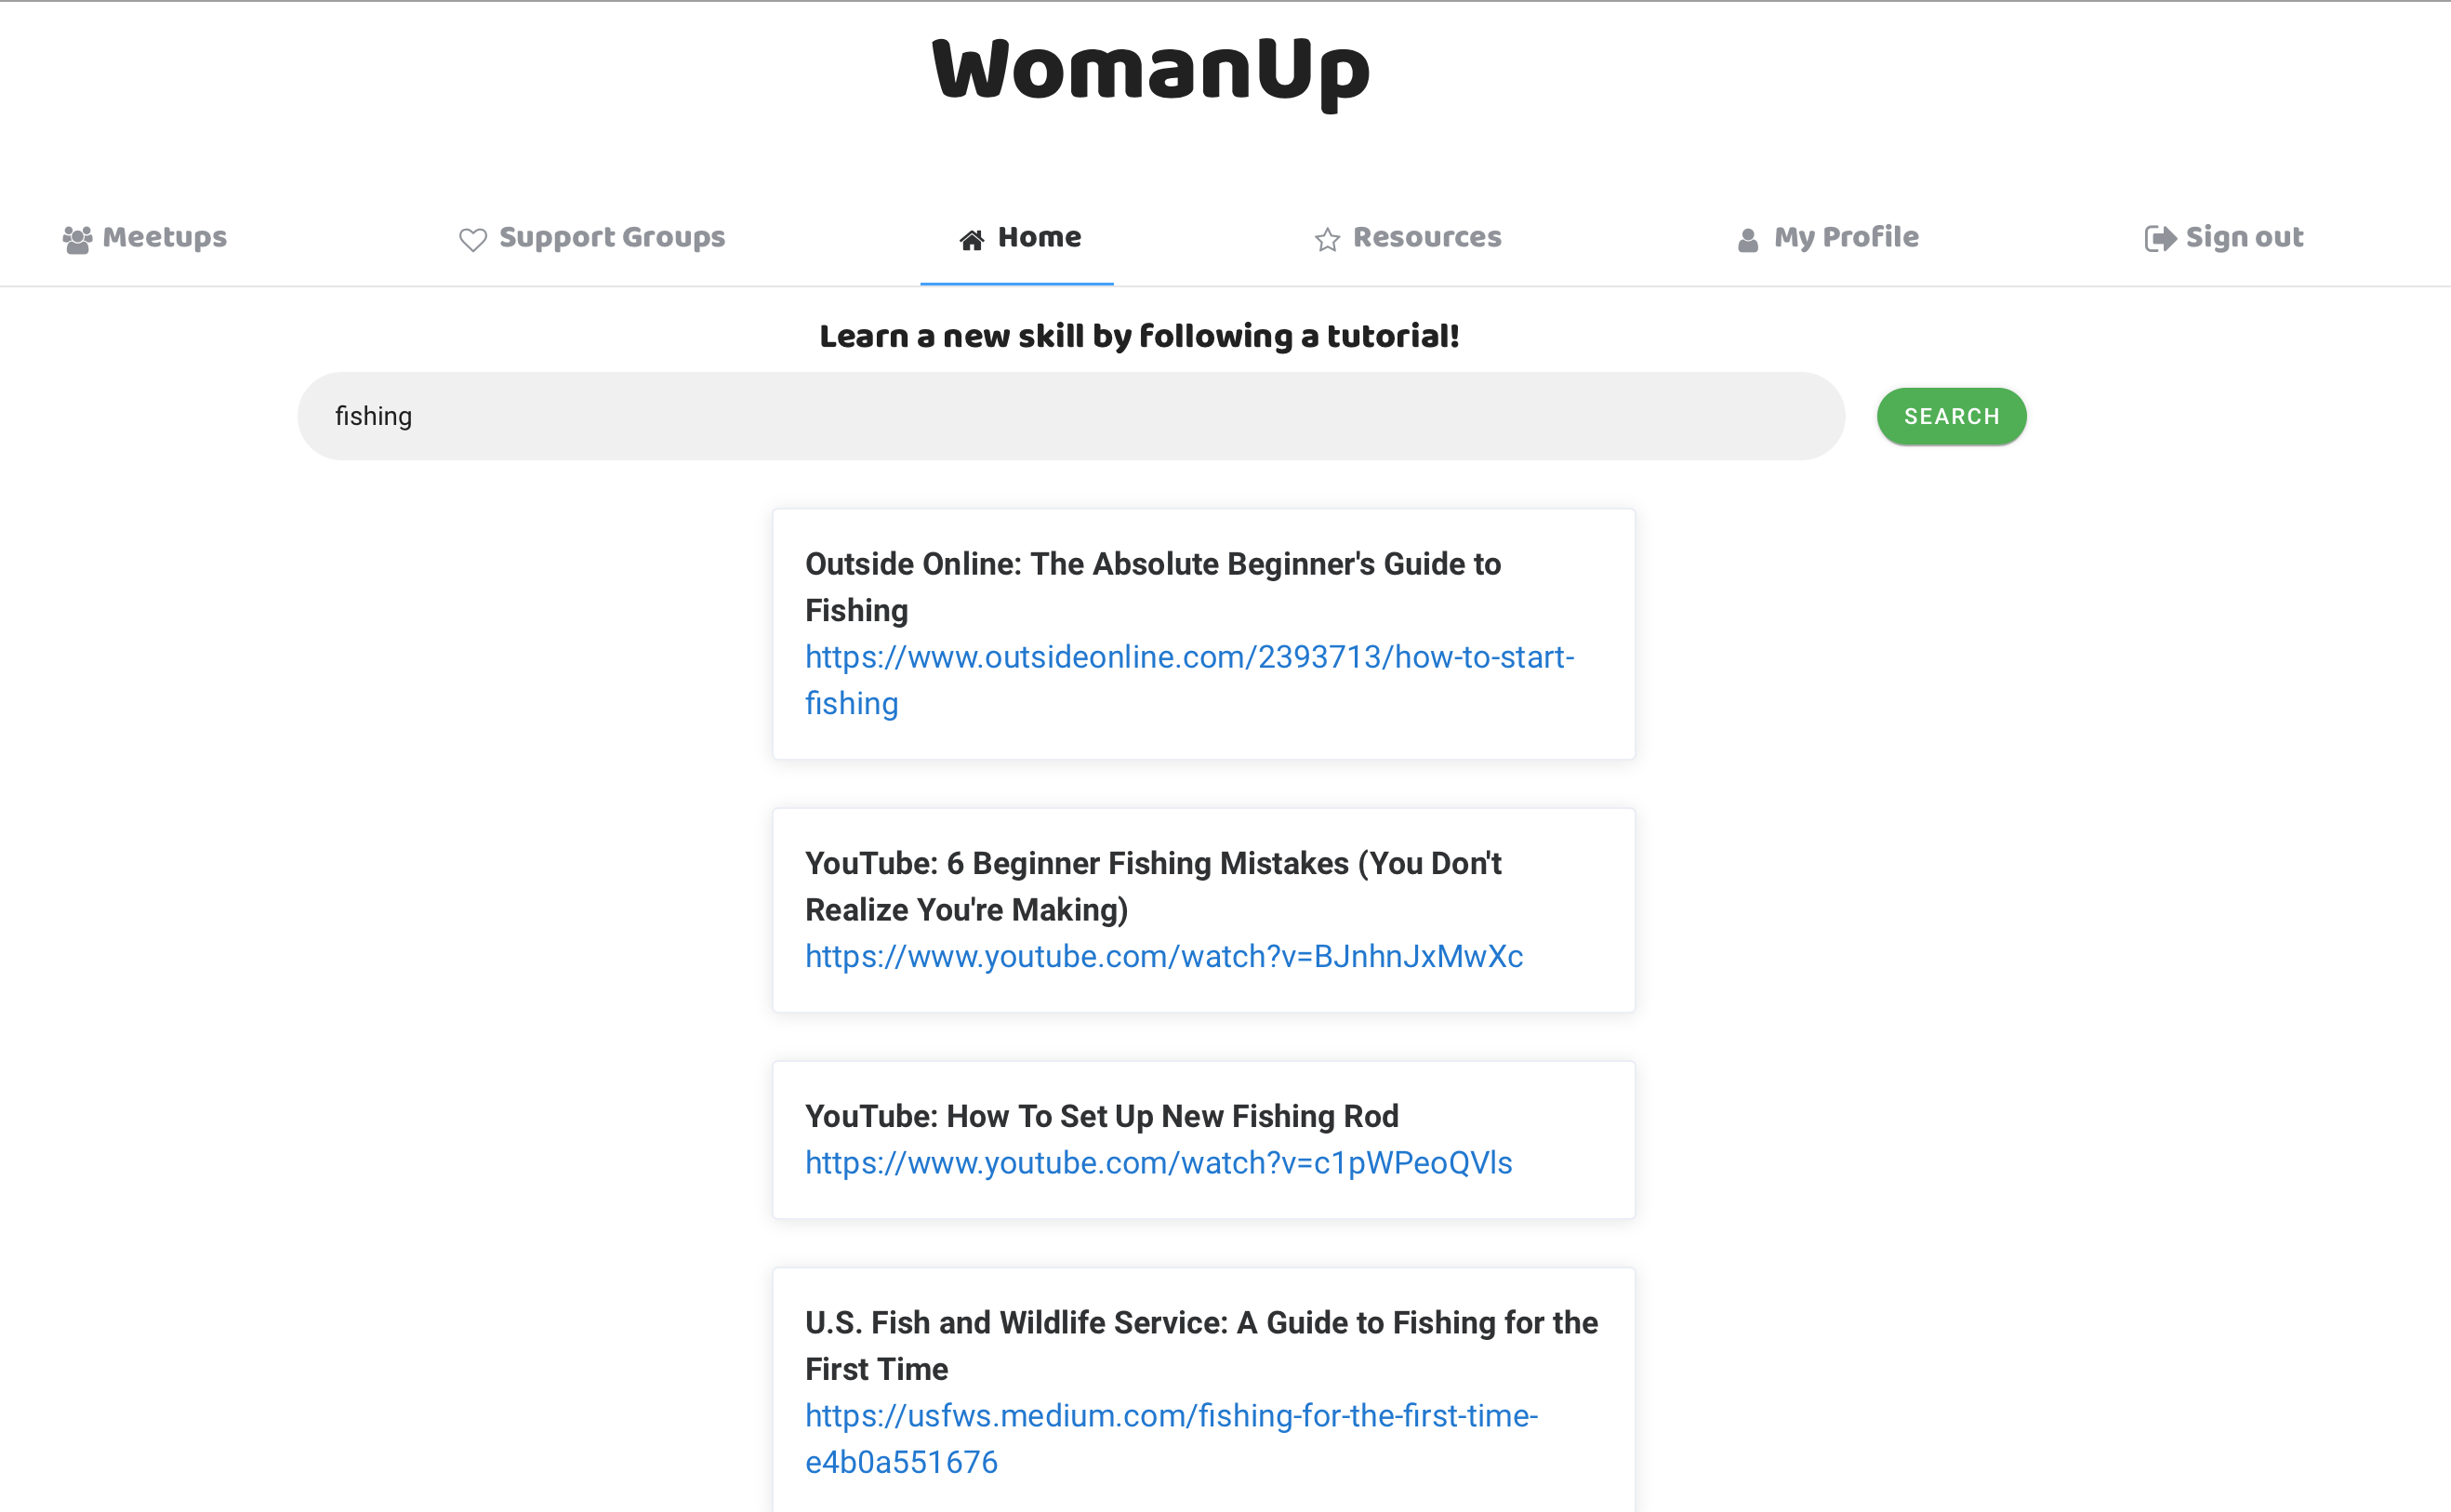 WomanUp
Meetups
Support Groups
Home
Resources
My Profile
Sign out
Learn a new skill by following a tutorial!
fishing
SEARCH
Outside Online: The Absolute Beginner's Guide to
Fishing
https://www.outsideonline.com/2393713/how-to-start-
fishing
YouTube: 6 Beginner Fishing Mistakes (You Don't
Realize You're Making)
https://www.youtube.com/watch?v=BJnhnJxMwXc
YouTube: How To Set Up New Fishing Rod
https://www.youtube.com/watch?v=c1pWPeoQVls
U.S. Fish and Wildlife Service: A Guide to Fishing for the
First Time
https://usfws.medium.com/fishing-for-the-first-time-
e4b0a551676